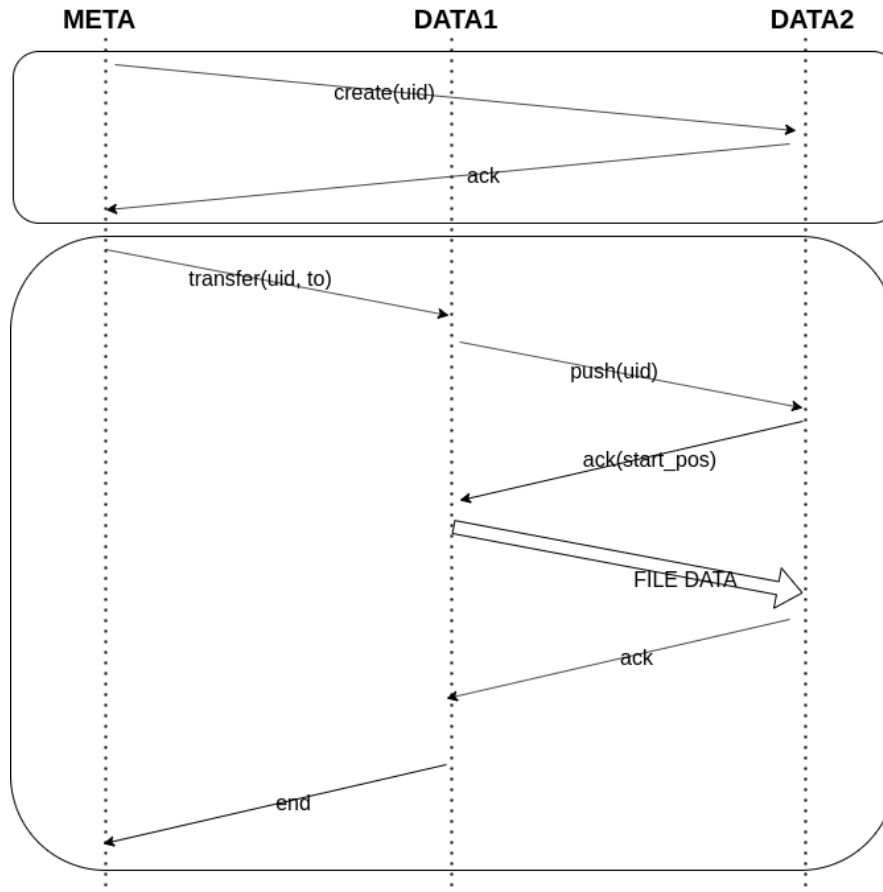 META DATA1 DATA2
create(uid)
ack
transfer(uid, to)
push(uid)
ack(start_pos)
FILE DATA
ack
end